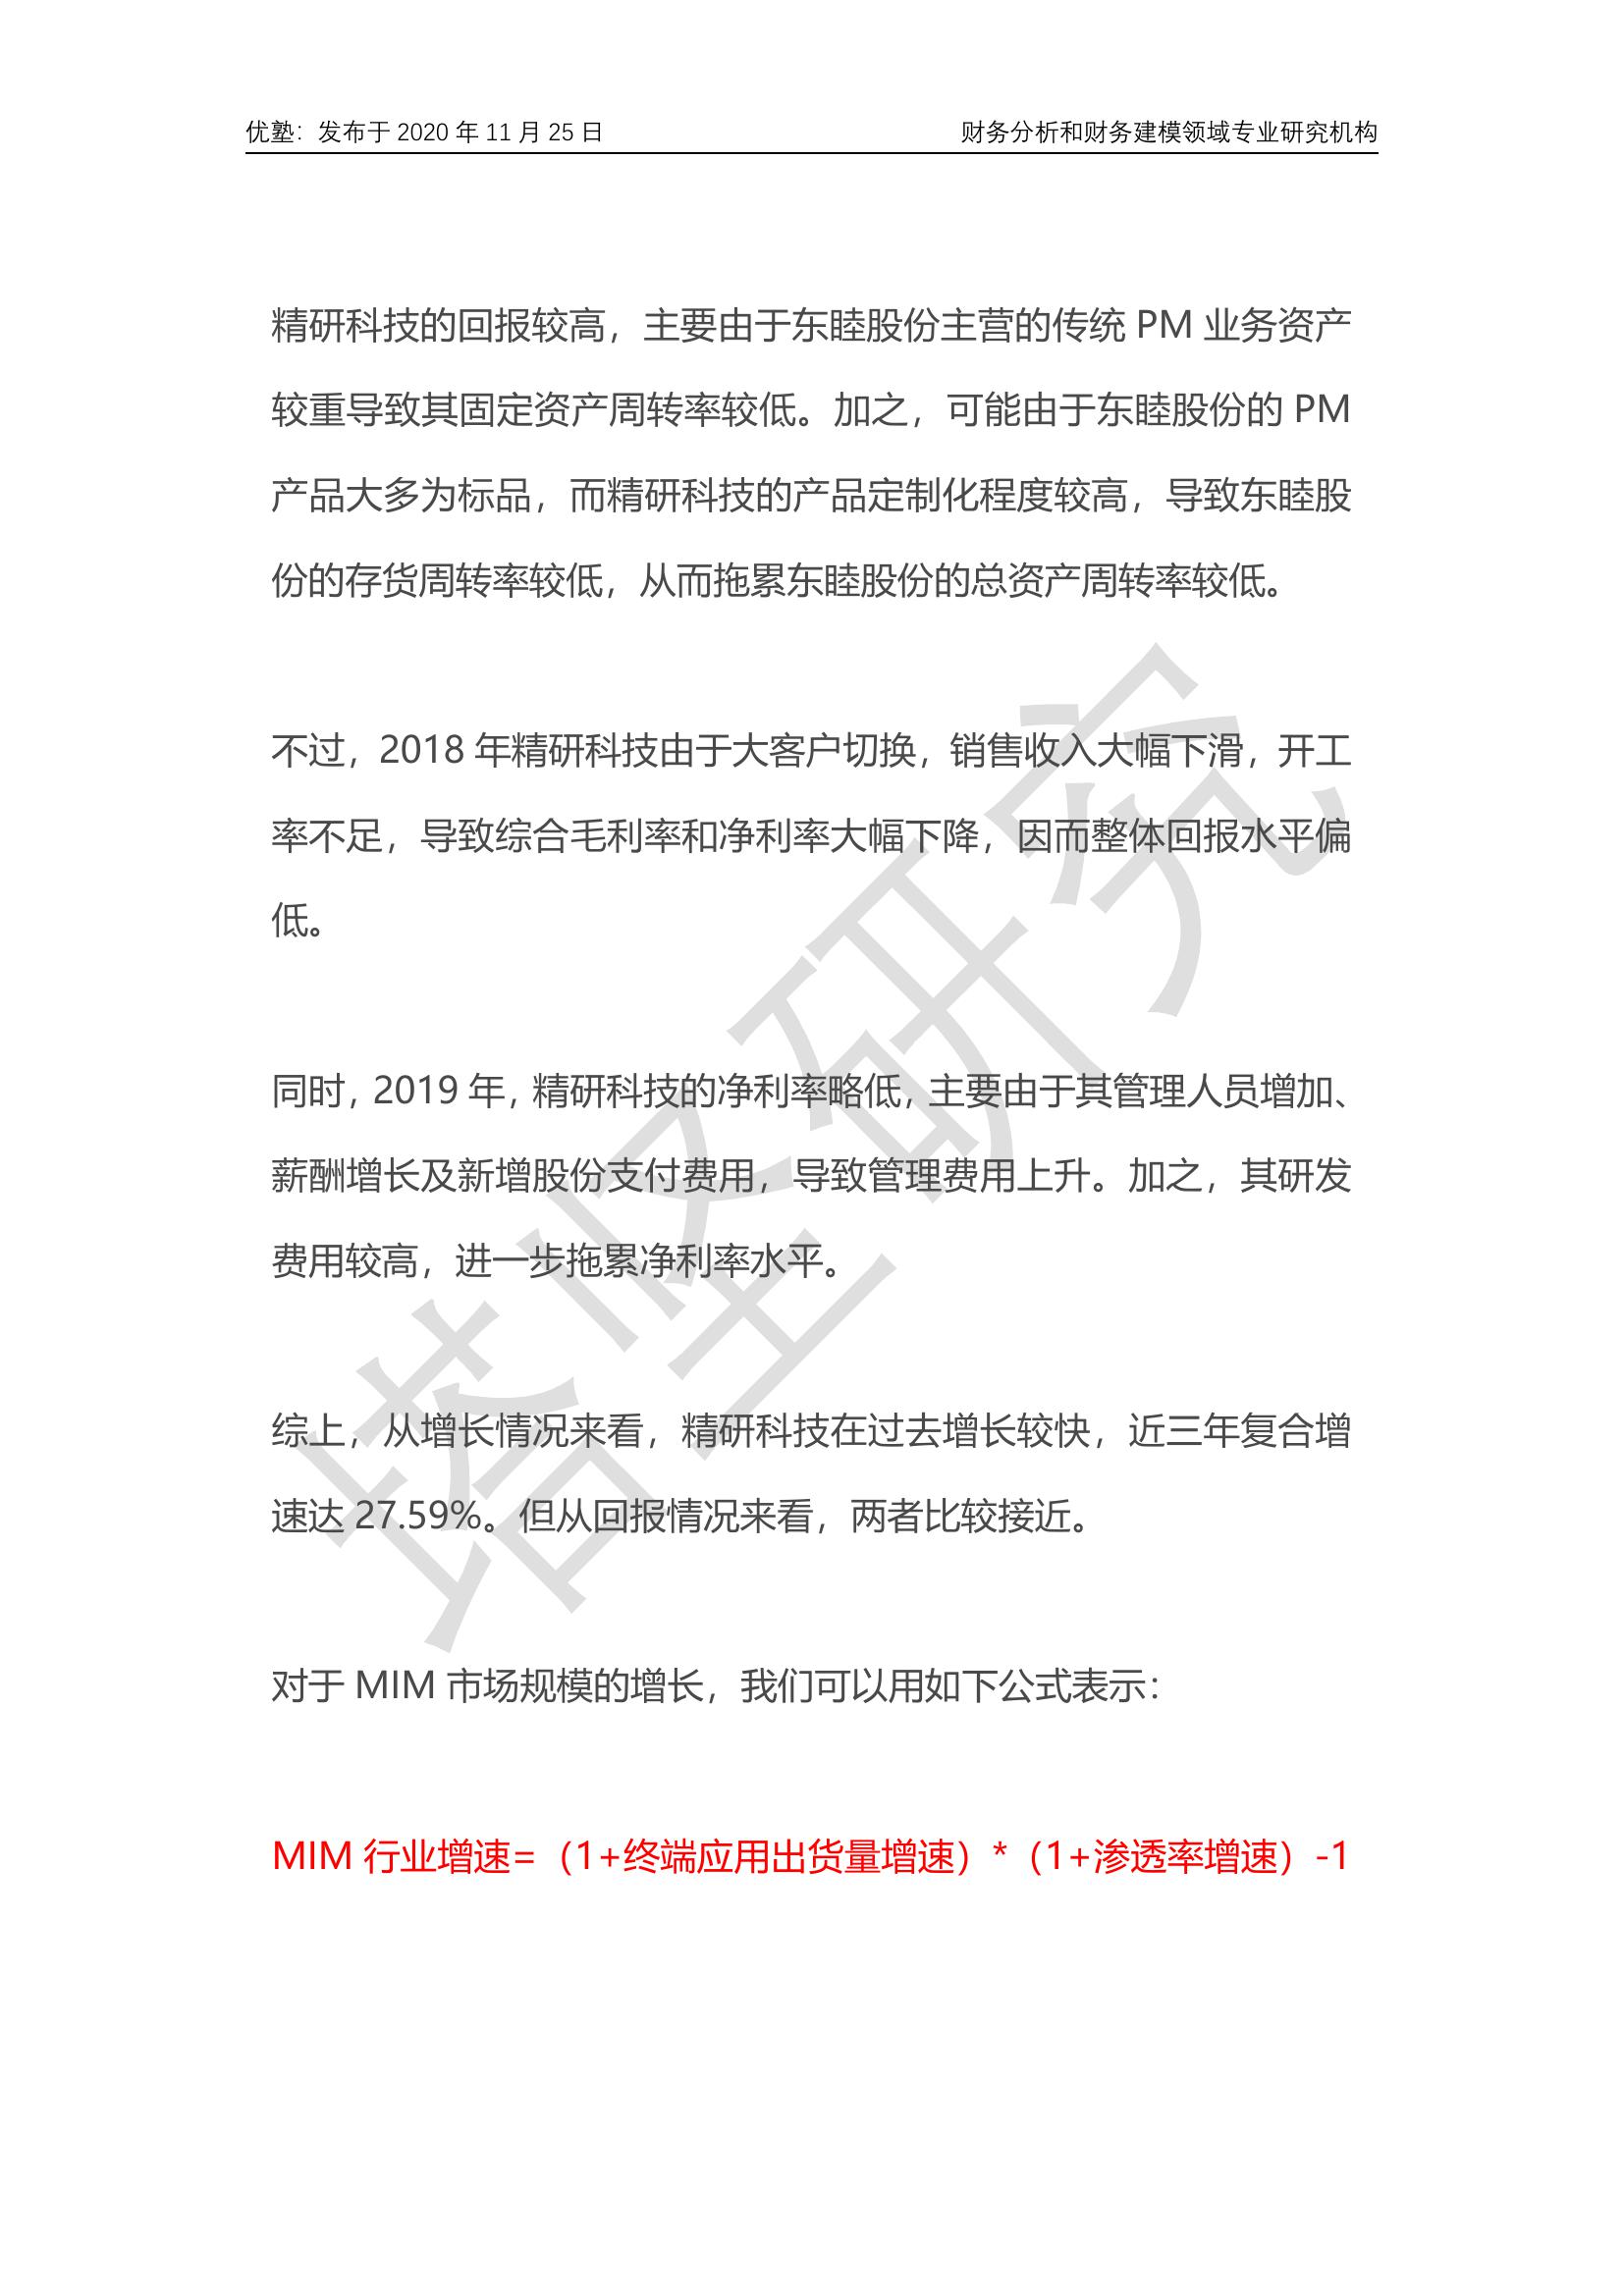 优塾：发布于 2020 年 11 月 25 日 财务分析和财务建模领域专业研究机构
精研科技的回报较高，主要由于东睦股份主营的传统 PM 业务资产
较重导致其固定资产周转率较低。加之，可能由于东睦股份的 PM
产品大多为标品，而精研科技的产品定制化程度较高，导致东睦股
份的存货周转率较低，从而拖累东睦股份的总资产周转率较低。
不过，2018 年精研科技由于大客户切换，销售收入大幅下滑，开工
率不足，导致综合毛利率和净利率大幅下降，因而整体回报水平偏
低。
同时，2019 年，精研科技的净利率略低，主要由于其管理人员增加、
薪酬增长及新增股份支付费用，导致管理费用上升。加之，其研发
费用较高，进一步拖累净利率水平。
综上，从增长情况来看，精研科技在过去增长较快，近三年复合增
速达 27.59%。但从回报情况来看，两者比较接近。
对于 MIM 市场规模的增长，我们可以用如下公式表示：
MIM 行业增速=（1+终端应用出货量增速）*（1+渗透率增速）-1
塔坚研究